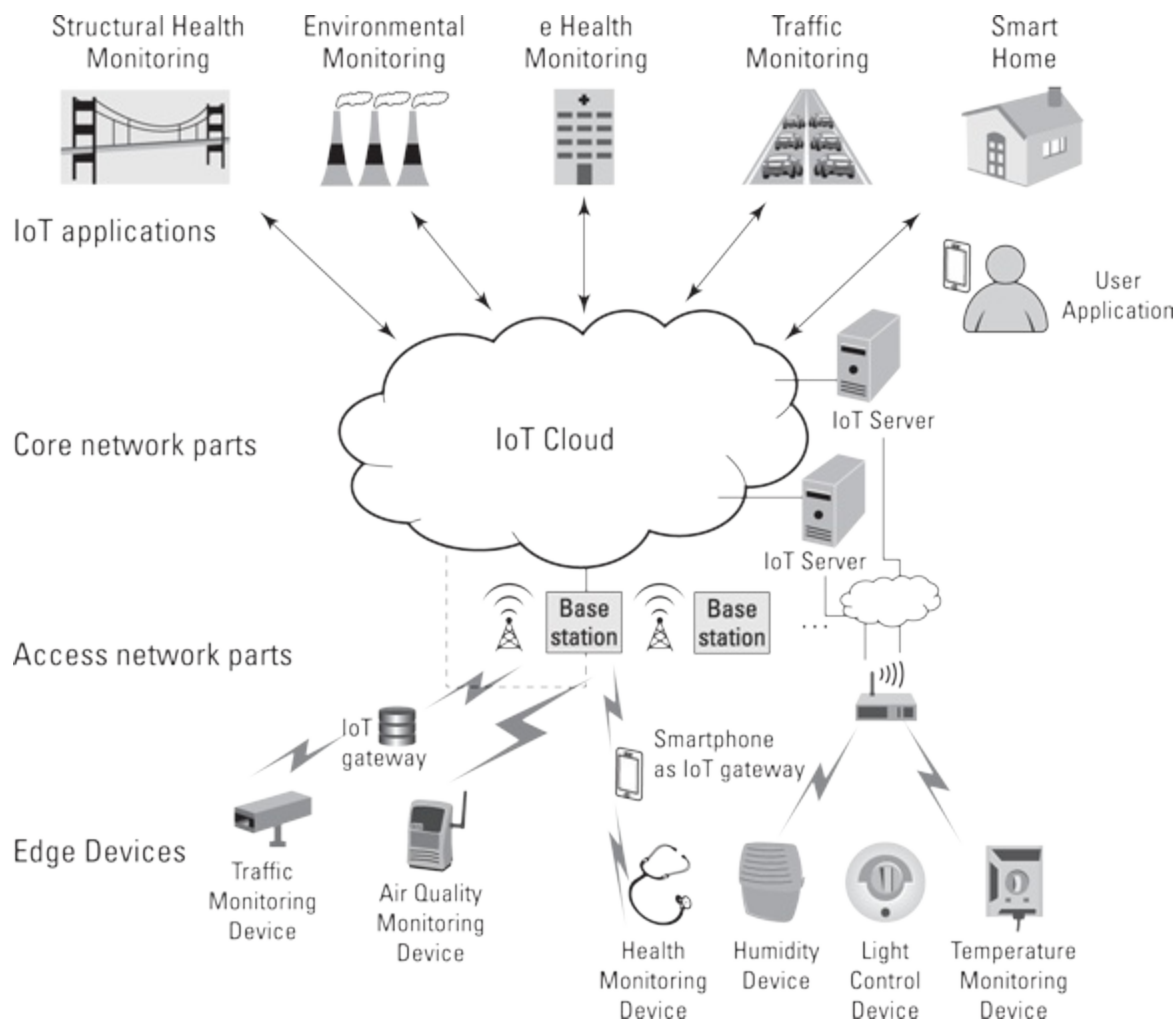 Structural Health
Monitoring
Environmental
Monitoring
e Health
Monitoring
Traffic
Monitoring
Smart
Home
IoT applications
User
Application
IoT Cloud
IoT Server
Core network parts
IoT Server
Base
station
Base
station
...
Access network parts
IoT
gateway
Smartphone
as IoT gateway
Edge Devices
Traffic
Monitoring
Device
Air Quality
Monitoring
Device
Health
Monitoring
Device
Humidity
Device
Light
Control
Device
Temperature
Monitoring
Device